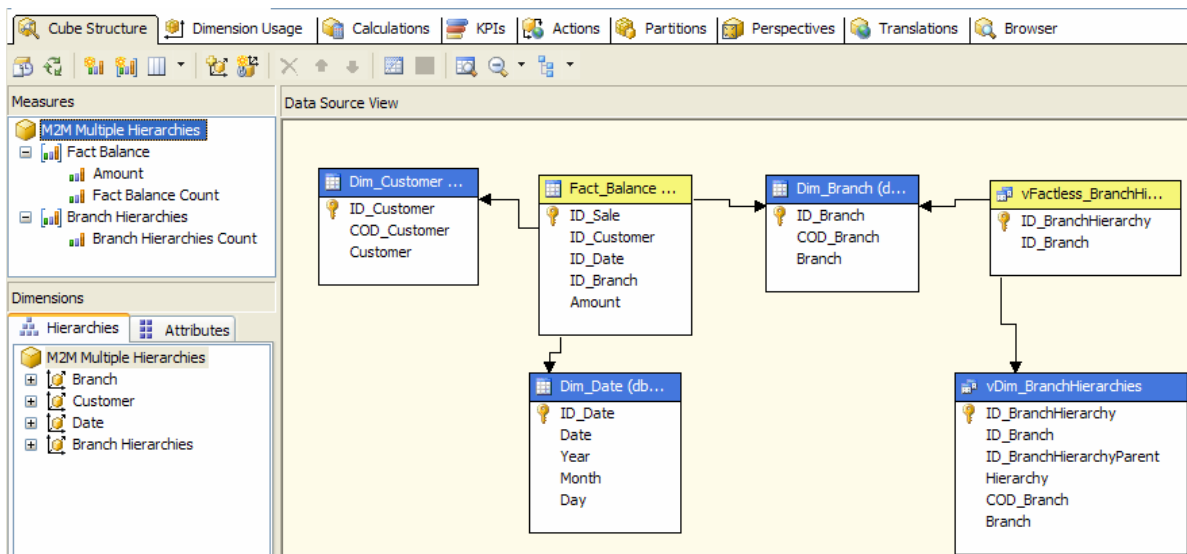 Cube Structure Dimension Usage Calculations KPIs Actions Partitions Perspectives Translations Browser
Measures
M2M Multiple Hierarchies
Fact Balance
Amount
Fact Balance Count
Branch Hierarchies
Branch Hierarchies Count
Dimensions
Hierarchies Attributes
M2M Multiple Hierarchies
Branch
Customer
Date
Branch Hierarchies
Data Source View
Dim_Customer ...
ID_Customer
COD_Customer
Customer
Fact_Balance ...
ID_Sale
ID_Customer
ID_Date
ID_Branch
Amount
Dim_Branch (d...
ID_Branch
COD_Branch
Branch
vFactless_BranchHi...
ID_BranchHierarchy
ID_Branch
Dim_Date (db...
ID_Date
Date
Year
Month
Day
vDim_BranchHierarchies
ID_BranchHierarchy
ID_Branch
ID_BranchHierarchyParent
Hierarchy
COD_Branch
Branch